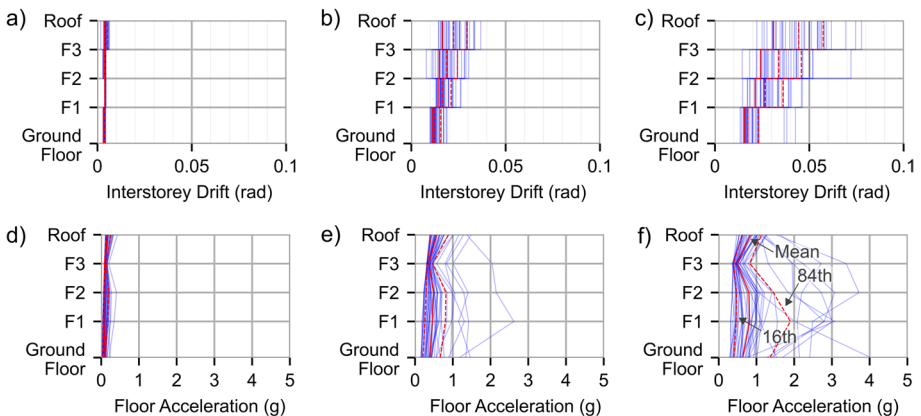 a)
Roof
F3
F2
F1
Ground
Floor
0
0.05
0.1
Interstorey Drift (rad)
b)
Roof
F3
F2
F1
Ground
Floor
0
0.05
0.1
Interstorey Drift (rad)
c)
Roof
F3
F2
F1
Ground
Floor
0
0.05
0.1
Interstorey Drift (rad)
d)
Roof
F3
F2
F1
Ground
Floor
0 1 2 3 4 5
Floor Acceleration (g)
e)
Roof
F3
F2
F1
Ground
Floor
0 1 2 3 4 5
Floor Acceleration (g)
f)
Roof
F3
F2
F1
Ground
Floor
Mean
84th
16th
0 1 2 3 4 5
Floor Acceleration (g)